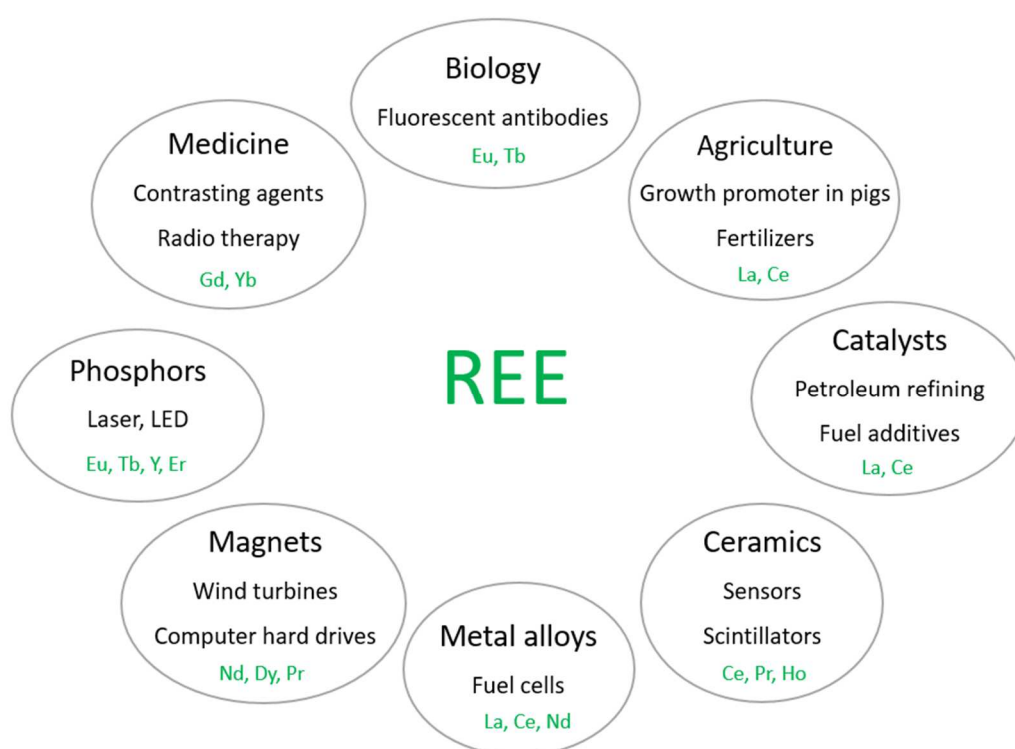 Biology
Fluorescent antibodies
Eu, Tb
Medicine
Contrasting agents
Radio therapy
Gd, Yb
Agriculture
Growth promoter in pigs
Fertilizers
La, Ce
Phosphors
Laser, LED
Eu, Tb, Y, Er
REE
Catalysts
Petroleum refining
Fuel additives
La, Ce
Magnets
Wind turbines
Computer hard drives
Nd, Dy, Pr
Metal alloys
Fuel cells
La, Ce, Nd
Ceramics
Sensors
Scintillators
Ce, Pr, Ho